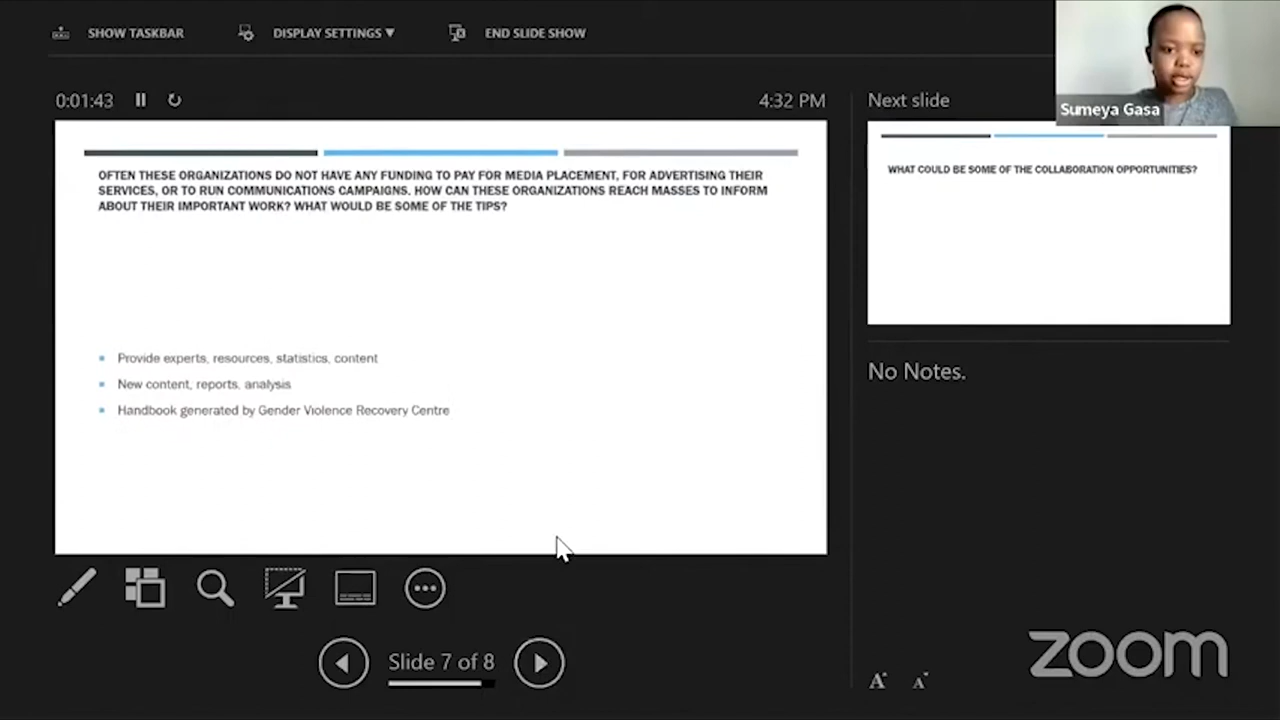 SHOW TASKBAR
DISPLAY SETTINGS ▼
END SLIDE SHOW
Sumeya Gasa
0:01:43
4:32 PM
OFTEN THESE ORGANIZATIONS DO NOT HAVE ANY FUNDING TO PAY FOR MEDIA PLACEMENT, FOR ADVERTISING THEIR
SERVICES, OR TO RUN COMMUNICATIONS CAMPAIGNS. HOW CAN THESE ORGANIZATIONS REACH MASSES TO INFORM
ABOUT THEIR IMPORTANT WORK? WHAT WOULD BE SOME OF THE TIPS?
Provide experts, resources, statistics, content
New content, reports, analysis
Handbook generated by Gender Violence Recovery Centre
Slide 7 of 8
Next slide
WHAT COULD BE SOME OF THE COLLABORATION OPPORTUNITIES?
No Notes.
A A
zoom